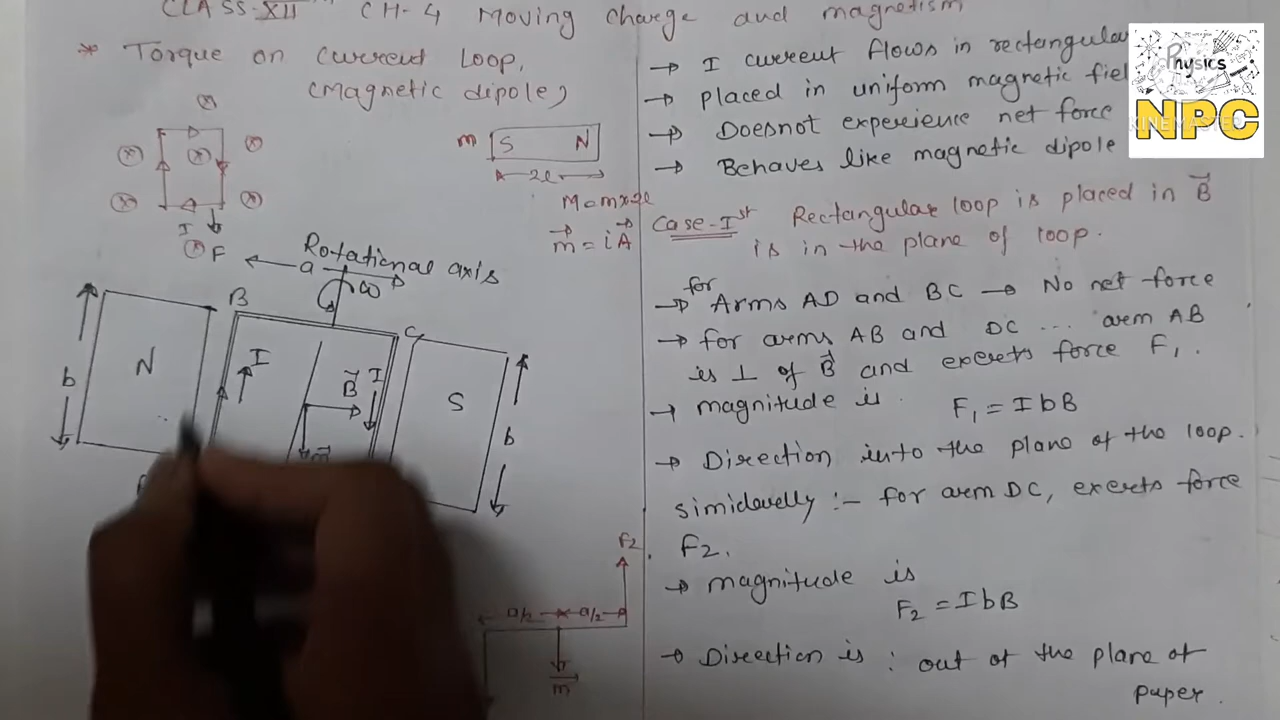 CLASS-XII CH-4 Moving charge and magnetism
* Torque on current Loop,
(magnetic dipole)
m S N
2l
M=m×2l
m = iA
I
F
a
Rotational axis
ω
B
C
b
N
I
B
I
S
b
m
F2
a/2 a/2
m
→ I current flows in rectangular
→ placed in uniform magnetic fiel
→ Doesnot experience net force
→ Behaves like magnetic dipole
Case-Ist Rectangular loop is placed in B
is in the plane of loop.
→ for Arms AD and BC → No net force
→ for arms AB and DC ... arm AB
is ⊥ of B and exerts force F1.
→ magnitude is. F1 = IbB
→ Direction into the plane of the loop.
simidavelly :- for arm DC, exerts force
F2.
→ magnitude is
F2 = IbB
→ Direction is : out of the plane of
paper.
Physics
NPC
KINEMASTER